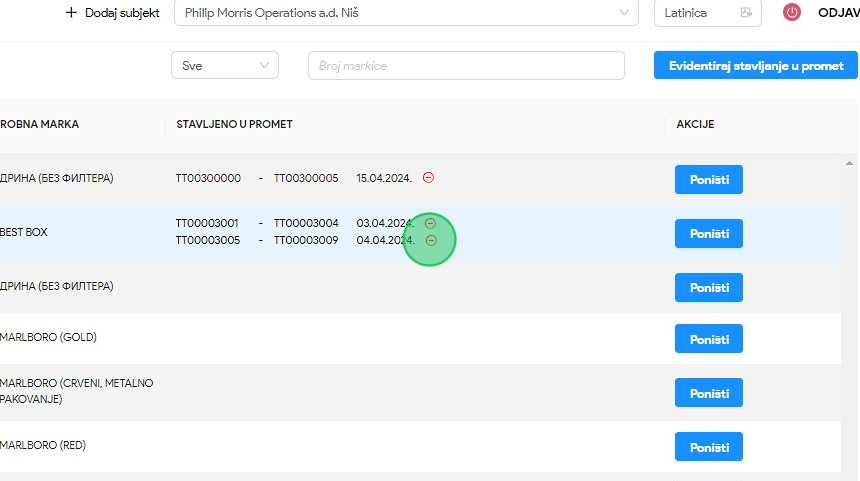 + Dodaj subjekt
Philip Morris Operations a.d. Niš
Latinica
ODJAV
Sve
Broj markice
Evidentiraj stavljanje u promet
ROBNA MARKA
STAVLJENO U PROMET
AKCIJE
ДРИНА (БЕЗ ФИЛТЕРА)
TT00300000 - TT00300005 15.04.2024.
Poništi
BEST BOX
TT00003001 - TT00003004 03.04.2024.
TT00003005 - TT00003009 04.04.2024.
Poništi
ДРИНА (БЕЗ ФИЛТЕРА)
Poništi
MARLBORO (GOLD)
Poništi
MARLBORO (CRVENI, METALNO
PAKOVANJE)
Poništi
MARLBORO (RED)
Poništi